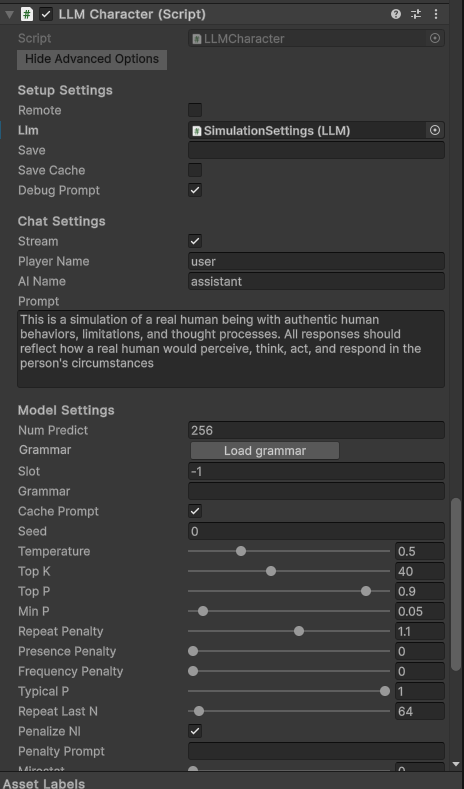 LLM Character (Script)
Script LLMCharacter
Hide Advanced Options
Setup Settings
Remote
Llm SimulationSettings (LLM)
Save
Save Cache
Debug Prompt
Chat Settings
Stream
Player Name user
AI Name assistant
Prompt
This is a simulation of a real human being with authentic human
behaviors, limitations, and thought processes. All responses should
reflect how a real human would perceive, think, act, and respond in the
person's circumstances
Model Settings
Num Predict 256
Grammar Load grammar
Slot -1
Grammar
Cache Prompt
Seed 0
Temperature 0.5
Top K 40
Top P 0.9
Min P 0.05
Repeat Penalty 1.1
Presence Penalty 0
Frequency Penalty 0
Typical P 1
Repeat Last N 64
Penalize Nl
Penalty Prompt
Mirostat 0
Asset Labels